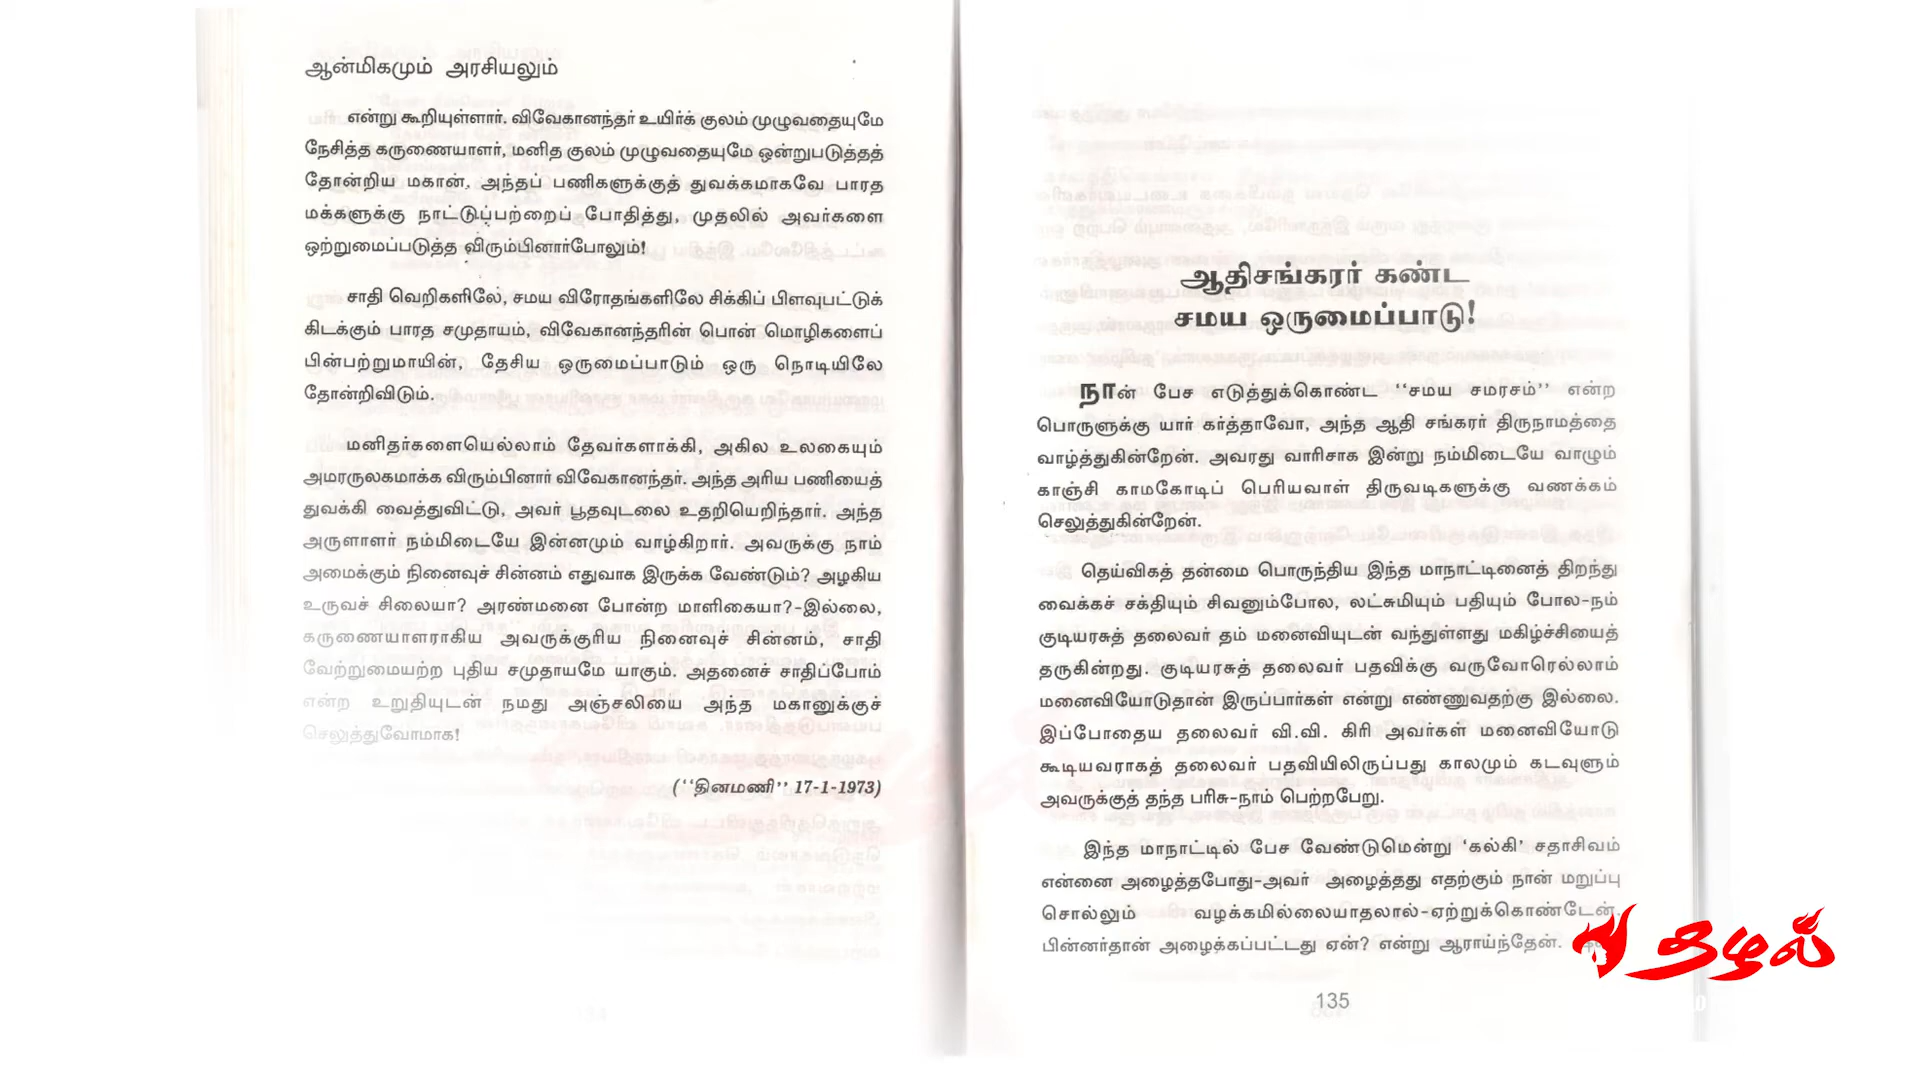 ஆன்மிகமும் அரசியலும்
என்று கூறியுள்ளார். விவேகானந்தர் உயிர்க் குலம் முழுவதையுமே
நேசித்த கருணையாளர், மனித குலம் முழுவதையுமே ஒன்றுபடுத்தத்
தோன்றிய மகான். அந்தப் பணிகளுக்குத் துவக்கமாகவே பாரத
மக்களுக்கு நாட்டுப்பற்றைப் போதித்து, முதலில் அவர்களை
ஒற்றுமைப்படுத்த விரும்பினார்போலும்!
சாதி வெறிகளிலே, சமய விரோதங்களிலே சிக்கிப் பிளவுபட்டுக்
கிடக்கும் பாரத சமுதாயம், விவேகானந்தரின் பொன் மொழிகளைப்
பின்பற்றுமாயின், தேசிய ஒருமைப்பாடும் ஒரு நொடியிலே
தோன்றிவிடும்.
மனிதர்களையெல்லாம் தேவர்களாக்கி, அகில உலகையும்
அமரருலகமாக்க விரும்பினார் விவேகானந்தர். அந்த அரிய பணியைத்
துவக்கி வைத்துவிட்டு, அவர் பூதவுடலை உதறியெறிந்தார். அந்த
அருளாளர் நம்மிடையே இன்னமும் வாழ்கிறார். அவருக்கு நாம்
அமைக்கும் நினைவுச் சின்னம் எதுவாக இருக்க வேண்டும்? அழகிய
உருவச் சிலையா? அரண்மனை போன்ற மாளிகையா?-இல்லை,
கருணையாளராகிய அவருக்குரிய நினைவுச் சின்னம், சாதி
வேற்றுமையற்ற புதிய சமுதாயமே யாகும். அதனைச் சாதிப்போம்
என்ற உறுதியுடன் நமது அஞ்சலியை அந்த மகானுக்குச்
செலுத்துவோமாக!
(‘‘தினமணி’’ 17-1-1973)
ஆதிசங்கரர் கண்ட
சமய ஒருமைப்பாடு!
நான் பேச எடுத்துக்கொண்ட ‘‘சமய சமரசம்’’ என்ற
பொருளுக்கு யார் கர்த்தாவோ, அந்த ஆதி சங்கரர் திருநாமத்தை
வாழ்த்துகின்றேன். அவரது வாரிசாக இன்று நம்மிடையே வாழும்
காஞ்சி காமகோடிப் பெரியவாள் திருவடிகளுக்கு வணக்கம்
செலுத்துகின்றேன்.
தெய்விகத் தன்மை பொருந்திய இந்த மாநாட்டினைத் திறந்து
வைக்கச் சக்தியும் சிவனும்போல, லட்சுமியும் பதியும் போல-நம்
குடியரசுத் தலைவர் தம் மனைவியுடன் வந்துள்ளது மகிழ்ச்சியைத்
தருகின்றது. குடியரசுத் தலைவர் பதவிக்கு வருவோரெல்லாம்
மனைவியோடுதான் இருப்பார்கள் என்று எண்ணுவதற்கு இல்லை.
இப்போதைய தலைவர் வி.வி. கிரி அவர்கள் மனைவியோடு
கூடியவராகத் தலைவர் பதவியிலிருப்பது காலமும் கடவுளும்
அவருக்குத் தந்த பரிசு-நாம் பெற்றபேறு.
இந்த மாநாட்டில் பேச வேண்டுமென்று ‘கல்கி’ சதாசிவம்
என்னை அழைத்தபோது-அவர் அழைத்தது எதற்கும் நான் மறுப்பு
சொல்லும் வழக்கமில்லையாதலால்-ஏற்றுக்கொண்டேன்.
பின்னர்தான் அழைக்கப்பட்டது ஏன்? என்று ஆராய்ந்தேன்.
135
தழல்